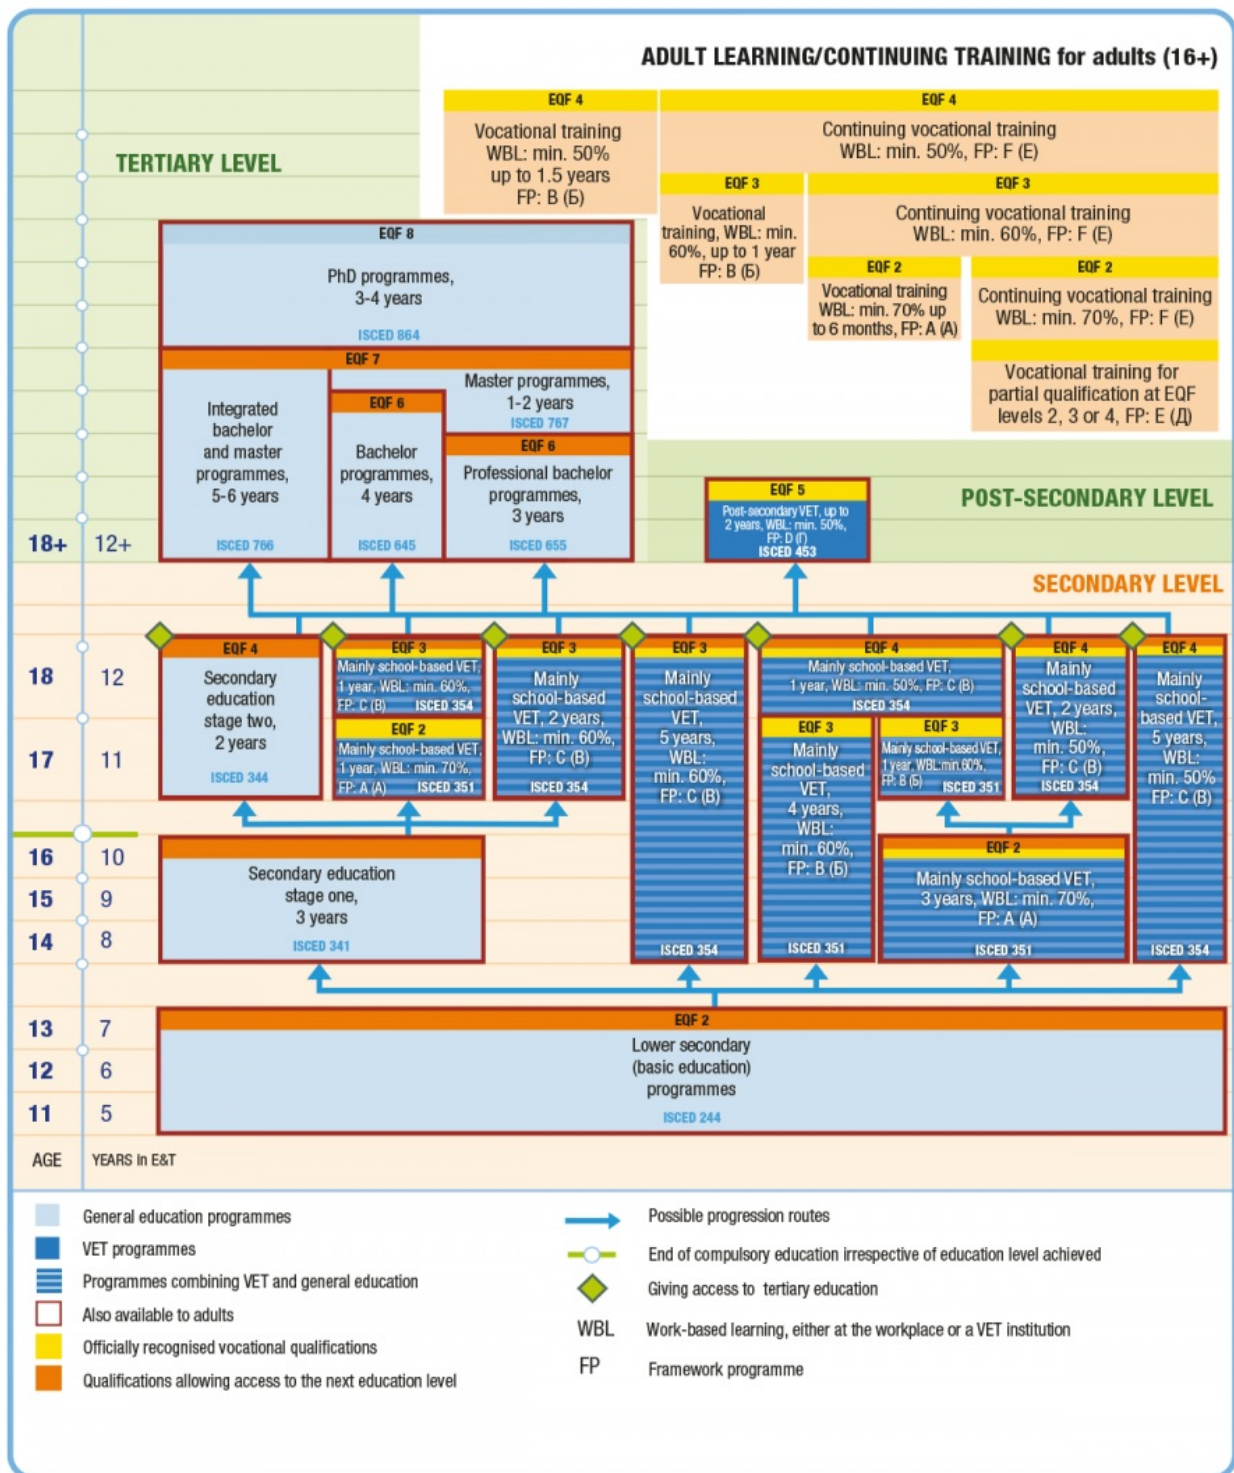 ADULT LEARNING/CONTINUING TRAINING for adults (16+)
EQF 4
Vocational training
WBL: min. 50%
up to 1.5 years
FP: B (Б)
EQF 4
Continuing vocational training
WBL: min. 50%, FP: F (Е)
EQF 3
Vocational
training, WBL: min.
60%, up to 1 year
FP: B (Б)
EQF 3
Continuing vocational training
WBL: min. 60%, FP: F (Е)
EQF 2
Vocational training
WBL: min. 70% up
to 6 months, FP: A (А)
EQF 2
Continuing vocational training
WBL: min. 70%, FP: F (Е)
Vocational training for
partial qualification at EQF
levels 2, 3 or 4, FP: E (Д)
TERTIARY LEVEL
EQF 8
PhD programmes,
3-4 years
ISCED 864
EQF 7
Integrated
bachelor
and master
programmes,
5-6 years
ISCED 766
Master programmes,
1-2 years
ISCED 767
EQF 6
Bachelor
programmes,
4 years
ISCED 645
EQF 6
Professional bachelor
programmes,
3 years
ISCED 655
POST-SECONDARY LEVEL
EQF 5
Post-secondary VET, up to
2 years, WBL: min. 50%,
FP: D (Г)
ISCED 453
18+ 12+
SECONDARY LEVEL
EQF 4
Secondary
education
stage two,
2 years
ISCED 344
EQF 3
Mainly school-based VET,
1 year, WBL: min. 60%,
FP: C (В) ISCED 354
EQF 2
Mainly school-based VET,
1 year, WBL: min. 70%,
FP: A (А) ISCED 351
EQF 3
Mainly
school-based
VET, 2 years,
WBL: min. 60%,
FP: C (В)
ISCED 354
EQF 3
Mainly
school-based
VET,
5 years,
WBL:
min. 60%,
FP: C (В)
ISCED 354
EQF 4
Mainly school-based VET,
1 year, WBL: min. 50%, FP: C (В)
ISCED 354
EQF 3
Mainly
school-based
VET,
4 years,
WBL:
min. 60%,
FP: B (Б)
ISCED 351
EQF 3
Mainly school-based VET,
1 year, WBL:min.60%,
FP: B (Б) ISCED 351
EQF 4
Mainly
school-based
VET, 2 years,
WBL:
min. 50%,
FP: C (В)
ISCED 354
EQF 4
Mainly
school-
based VET,
5 years,
WBL:
min. 50%
FP: C (В)
ISCED 354
18 12
17 11
Secondary education
stage one,
3 years
ISCED 341
EQF 2
Mainly school-based VET,
3 years, WBL: min. 70%,
FP: A (А)
ISCED 351
16 10
15 9
14 8
EQF 2
Lower secondary
(basic education)
programmes
ISCED 244
13 7
12 6
11 5
AGE YEARS in E&T
General education programmes
VET programmes
Programmes combining VET and general education
Also available to adults
Officially recognised vocational qualifications
Qualifications allowing access to the next education level
Possible progression routes
End of compulsory education irrespective of education level achieved
Giving access to tertiary education
WBL Work-based learning, either at the workplace or a VET institution
FP Framework programme